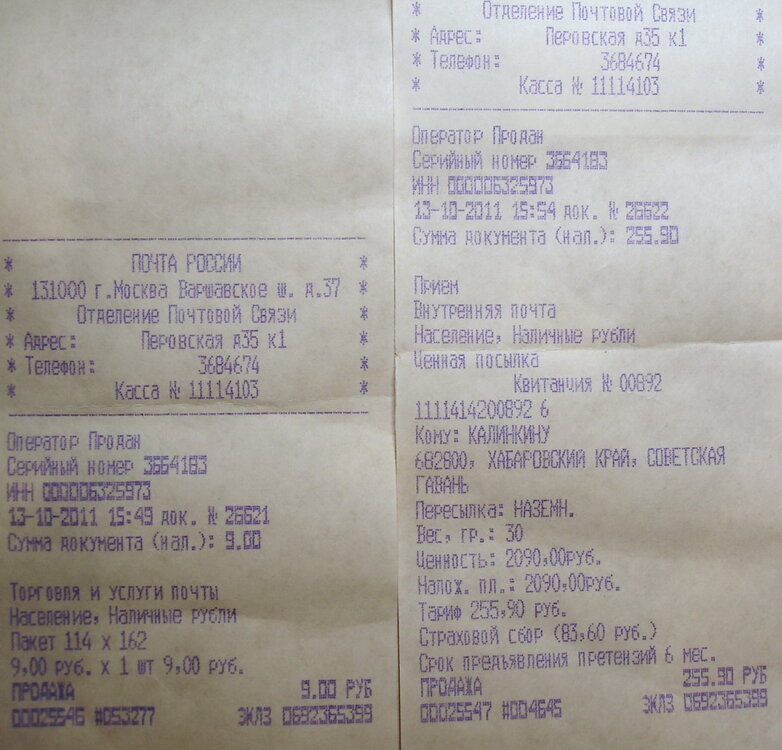 * ПОЧТА РОССИИ *
* 131000 г.Москва Варшавское ш. д.37 *
* Отделение Почтовой Связи *
* Адрес: Перовская д35 к1 *
* Телефон: 3684674 *
* Касса № 11114103 *
Оператор Продан
Серийный номер 3664183
ИНН 000006325973
13-10-2011 15:49 док. № 26621
Сумма документа (нал.): 9.00
Торговля и услуги почты
Население, Наличные рубли
Пакет 114 x 162
9,00 руб. x 1 шт 9,00 руб.
ПРОДАЖА 9.00 РУБ
00025546 #053277 ЭКЛЗ 0692365399
* Отделение Почтовой Связи *
* Адрес: Перовская д35 к1 *
* Телефон: 3684674 *
* Касса № 11114103 *
Оператор Продан
Серийный номер 3664183
ИНН 000006325973
13-10-2011 15:54 док. № 26622
Сумма документа (нал.): 255.90
Прием
Внутренняя почта
Население, Наличные рубли
Ценная посылка
Квитанция № 00892
1111414200892 6
Кому: КАЛИНКИНУ
682800, ХАБАРОВСКИЙ КРАЙ, СОВЕТСКАЯ
ГАВАНЬ
Пересылка: НАЗЕМН.
Вес, гр.: 30
Ценность: 2090,00руб.
Налож. пл.: 2090,00руб.
Тариф 255,90 руб.
Страховой сбор (83,60 руб.)
Срок предъявления претензий 6 мес.
ПРОДАЖА 255.90 РУБ
00025547 #004645 ЭКЛЗ 0692365399